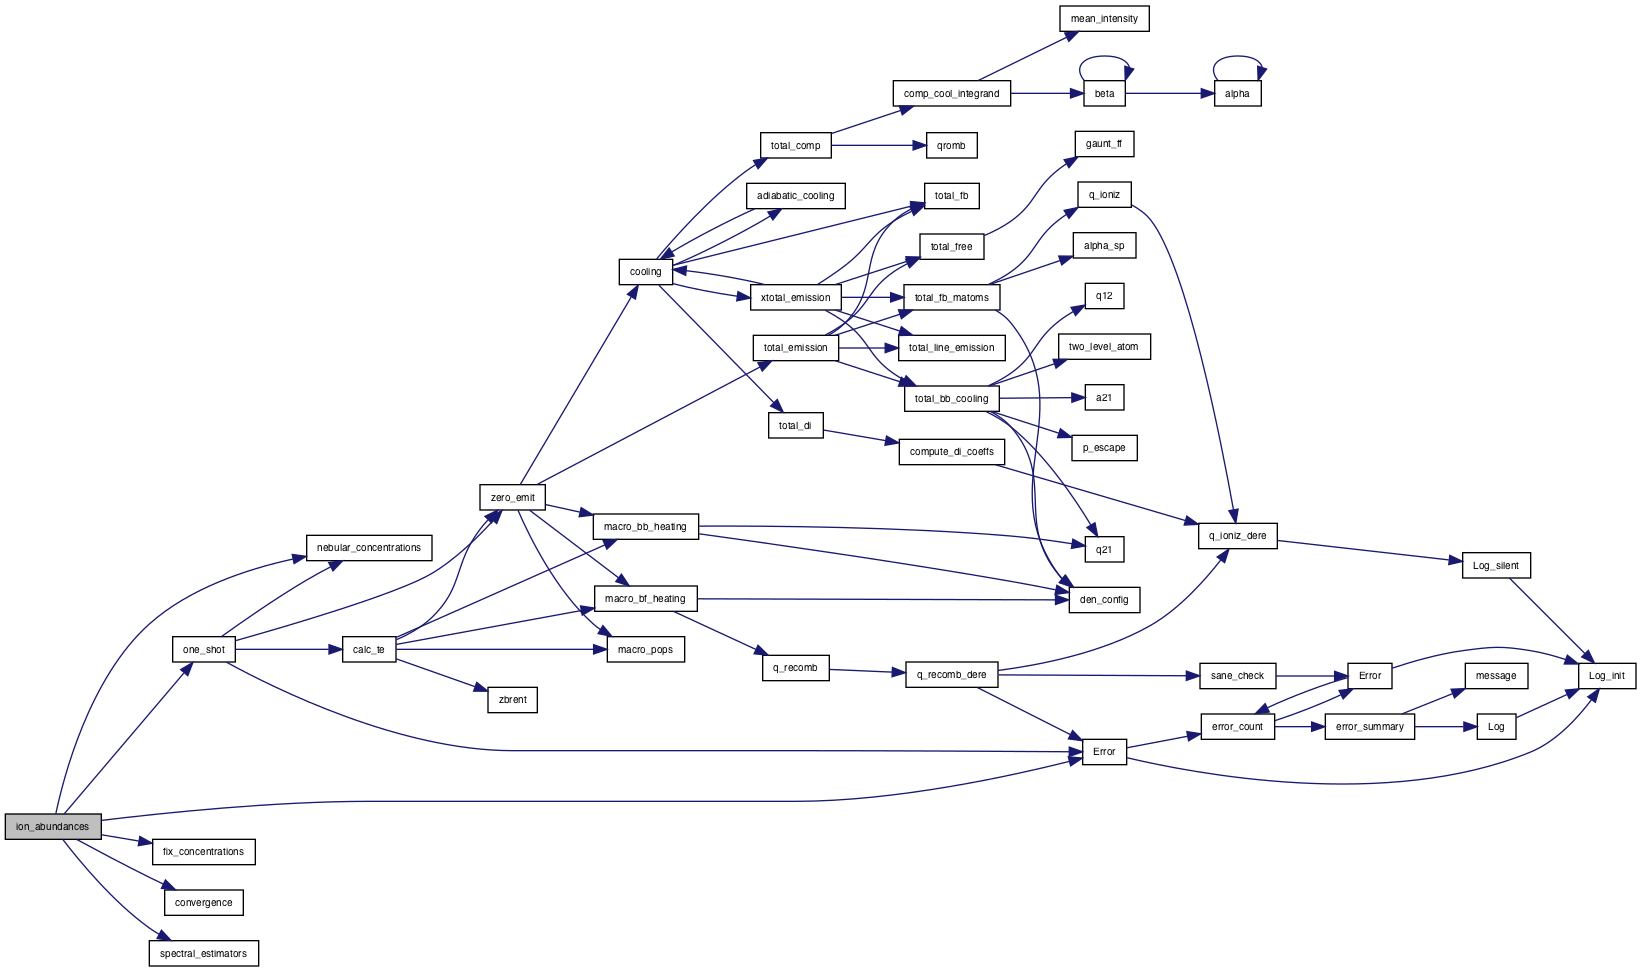 mean_intensity
comp_cool_integrand
beta
alpha
total_comp
qromb
gaunt_ff
adiabatic_cooling
total_fb
q_ioniz
total_free
alpha_sp
cooling
xtotal_emission
total_fb_matoms
q12
total_emission
total_line_emission
two_level_atom
total_bb_cooling
a21
total_di
p_escape
compute_di_coeffs
zero_emit
macro_bb_heating
q_ioniz_dere
nebular_concentrations
q21
Log_silent
macro_bf_heating
den_config
one_shot
calc_te
macro_pops
q_recomb
q_recomb_dere
sane_check
Error
message
Log_init
zbrent
error_count
error_summary
Log
Error
ion_abundances
fix_concentrations
convergence
spectral_estimators